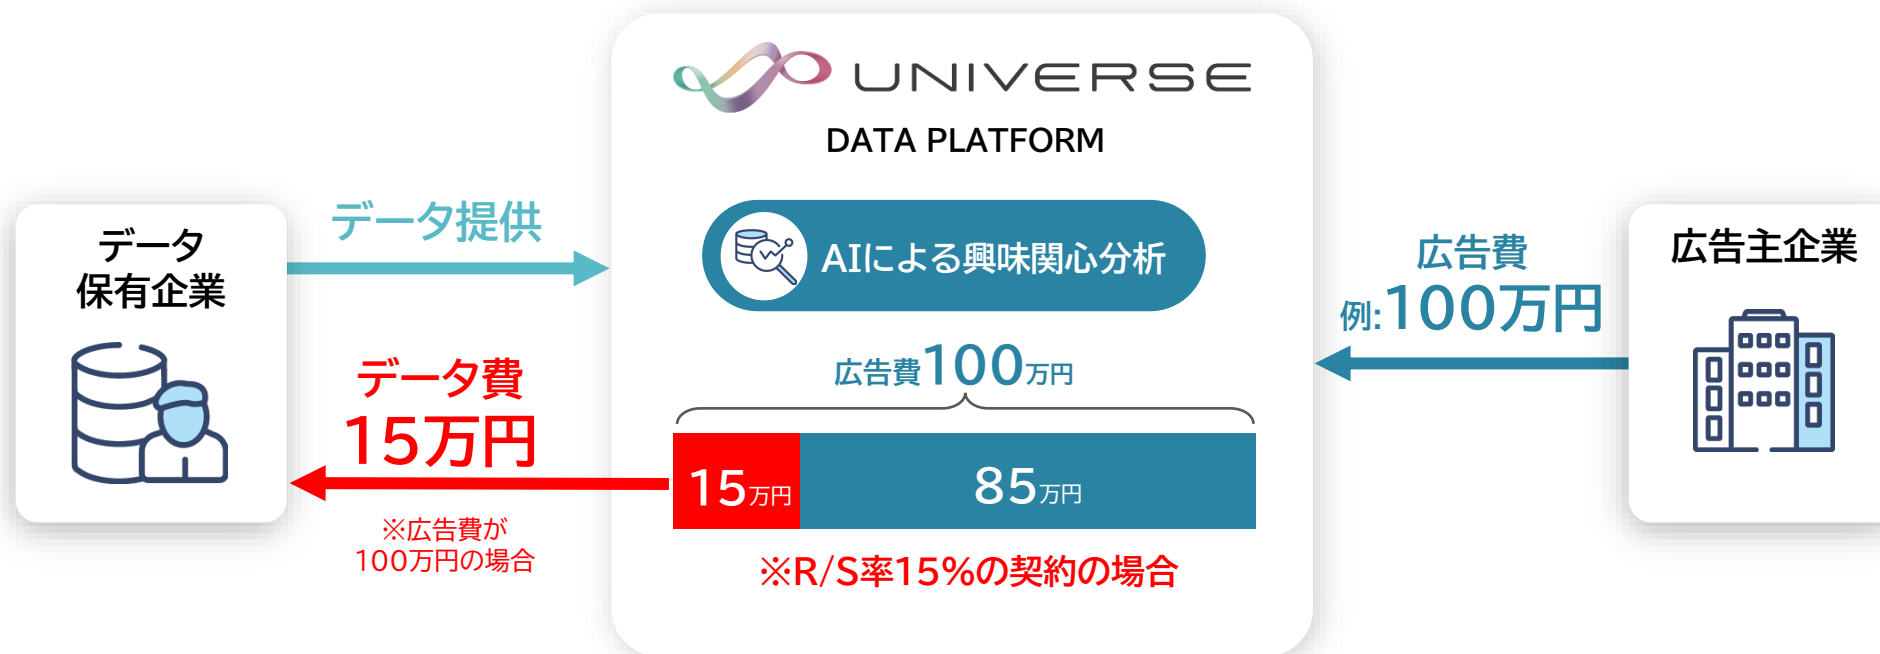 UNIVERSE
DATA PLATFORM
データ
保有企業
データ提供
AIによる興味関心分析
広告費
例:100万円
広告主企業
データ費
15万円
※広告費が
100万円の場合
広告費100万円
15万円
85万円
※R/S率15%の契約の場合